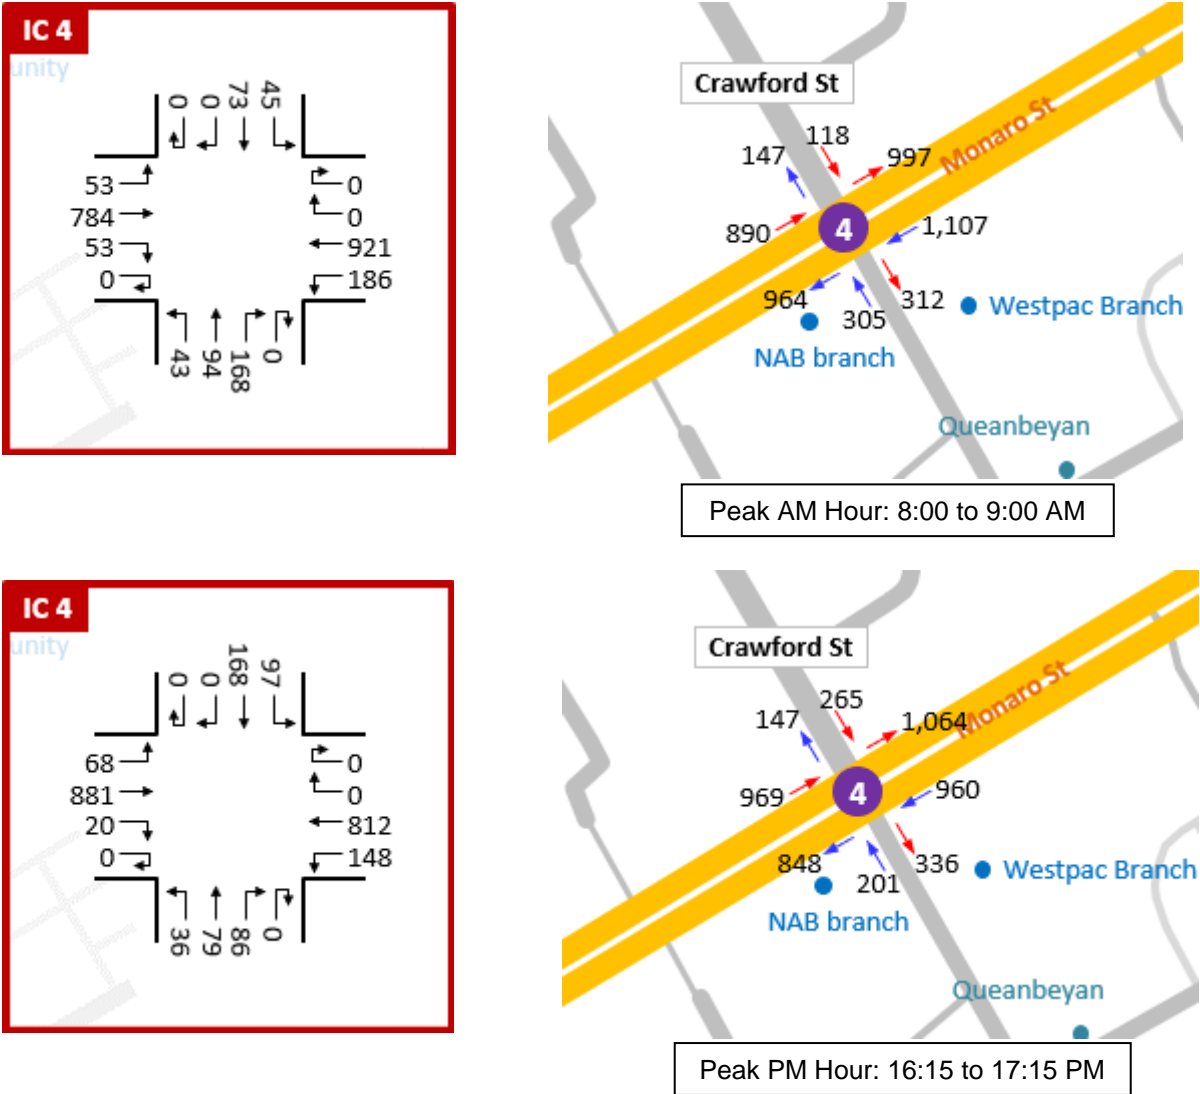 IC 4
unity
0 0 73 45
53
784
53
0
0
0
921
186
43 94 168 0
Crawford St
Monaro St
118
147
997
890
4
1,107
964
305
312
Westpac Branch
NAB branch
Queanbeyan
Peak AM Hour: 8:00 to 9:00 AM
IC 4
unity
0 0 168 97
68
881
20
0
0
0
812
148
36 79 86 0
Crawford St
Monaro St
265
147
1,064
969
4
960
848
201
336
Westpac Branch
NAB branch
Queanbeyan
Peak PM Hour: 16:15 to 17:15 PM